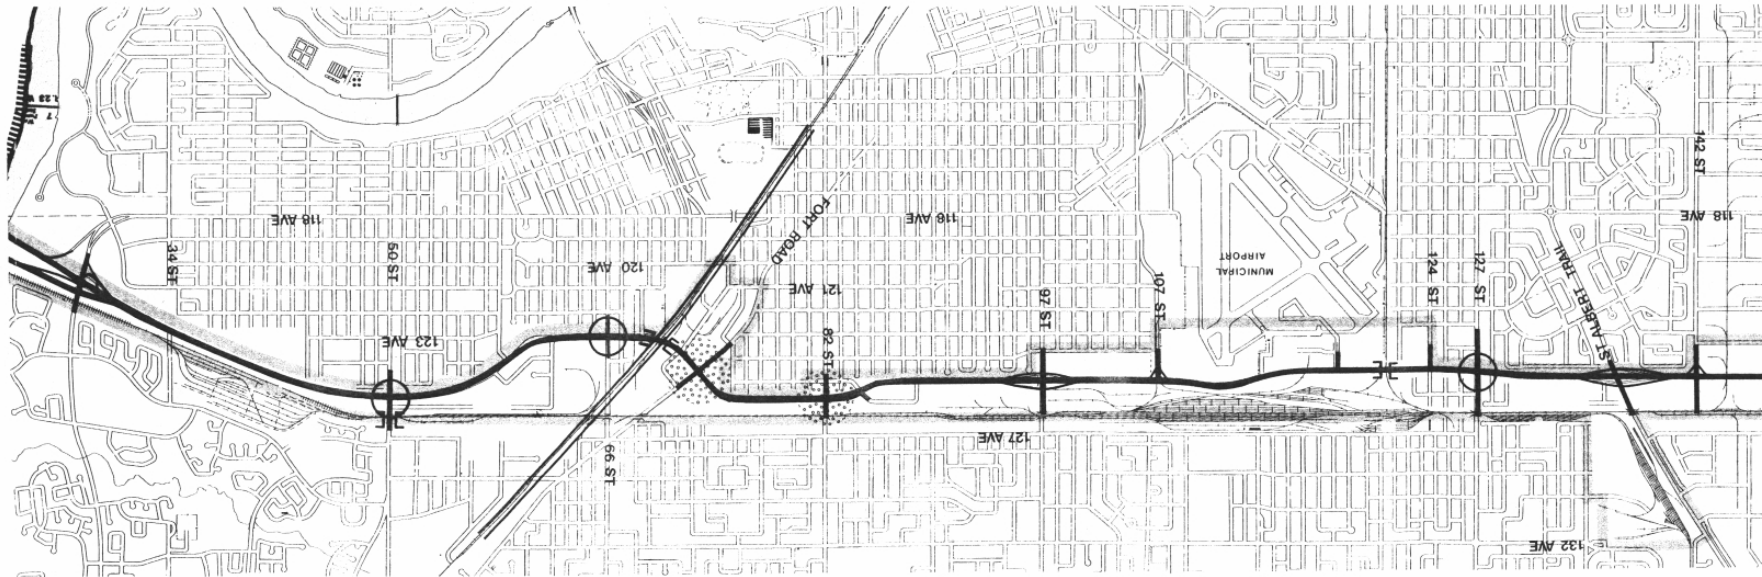 142 ST
118 AVE
118 AVE
118 AVE
FORT ROAD
34 ST
50 ST
120 AVE
121 AVE
MUNICIPAL
AIRPORT
107 ST
97 ST
124 ST
127 ST
ST ALBERT TRAIL
123 AVE
82 ST
127 AVE
66 ST
132 AVE